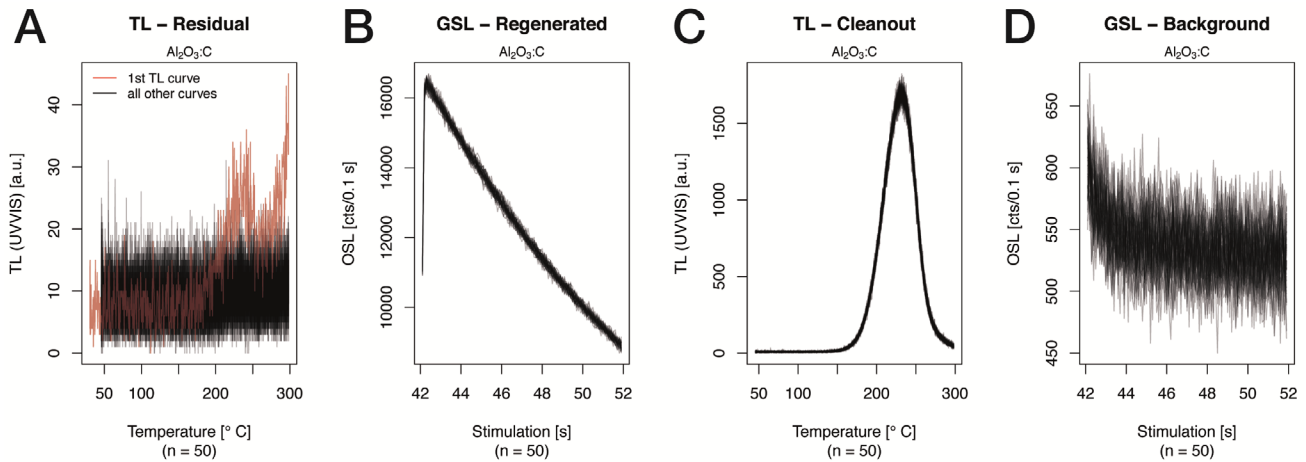 A
TL – Residual
Al₂O₃:C
1st TL curve
all other curves
TL (UVVIS) [a.u.]
0
10
20
30
40
50
100
200
300
Temperature [° C]
(n = 50)
B
GSL – Regenerated
Al₂O₃:C
OSL [cts/0.1 s]
10000
12000
14000
16000
42
44
46
48
50
52
Stimulation [s]
(n = 50)
C
TL – Cleanout
Al₂O₃:C
TL (UVVIS) [a.u.]
0
500
1000
1500
50
100
200
300
Temperature [° C]
(n = 50)
D
GSL – Background
Al₂O₃:C
OSL [cts/0.1 s]
450
500
550
600
650
42
44
46
48
50
52
Stimulation [s]
(n = 50)